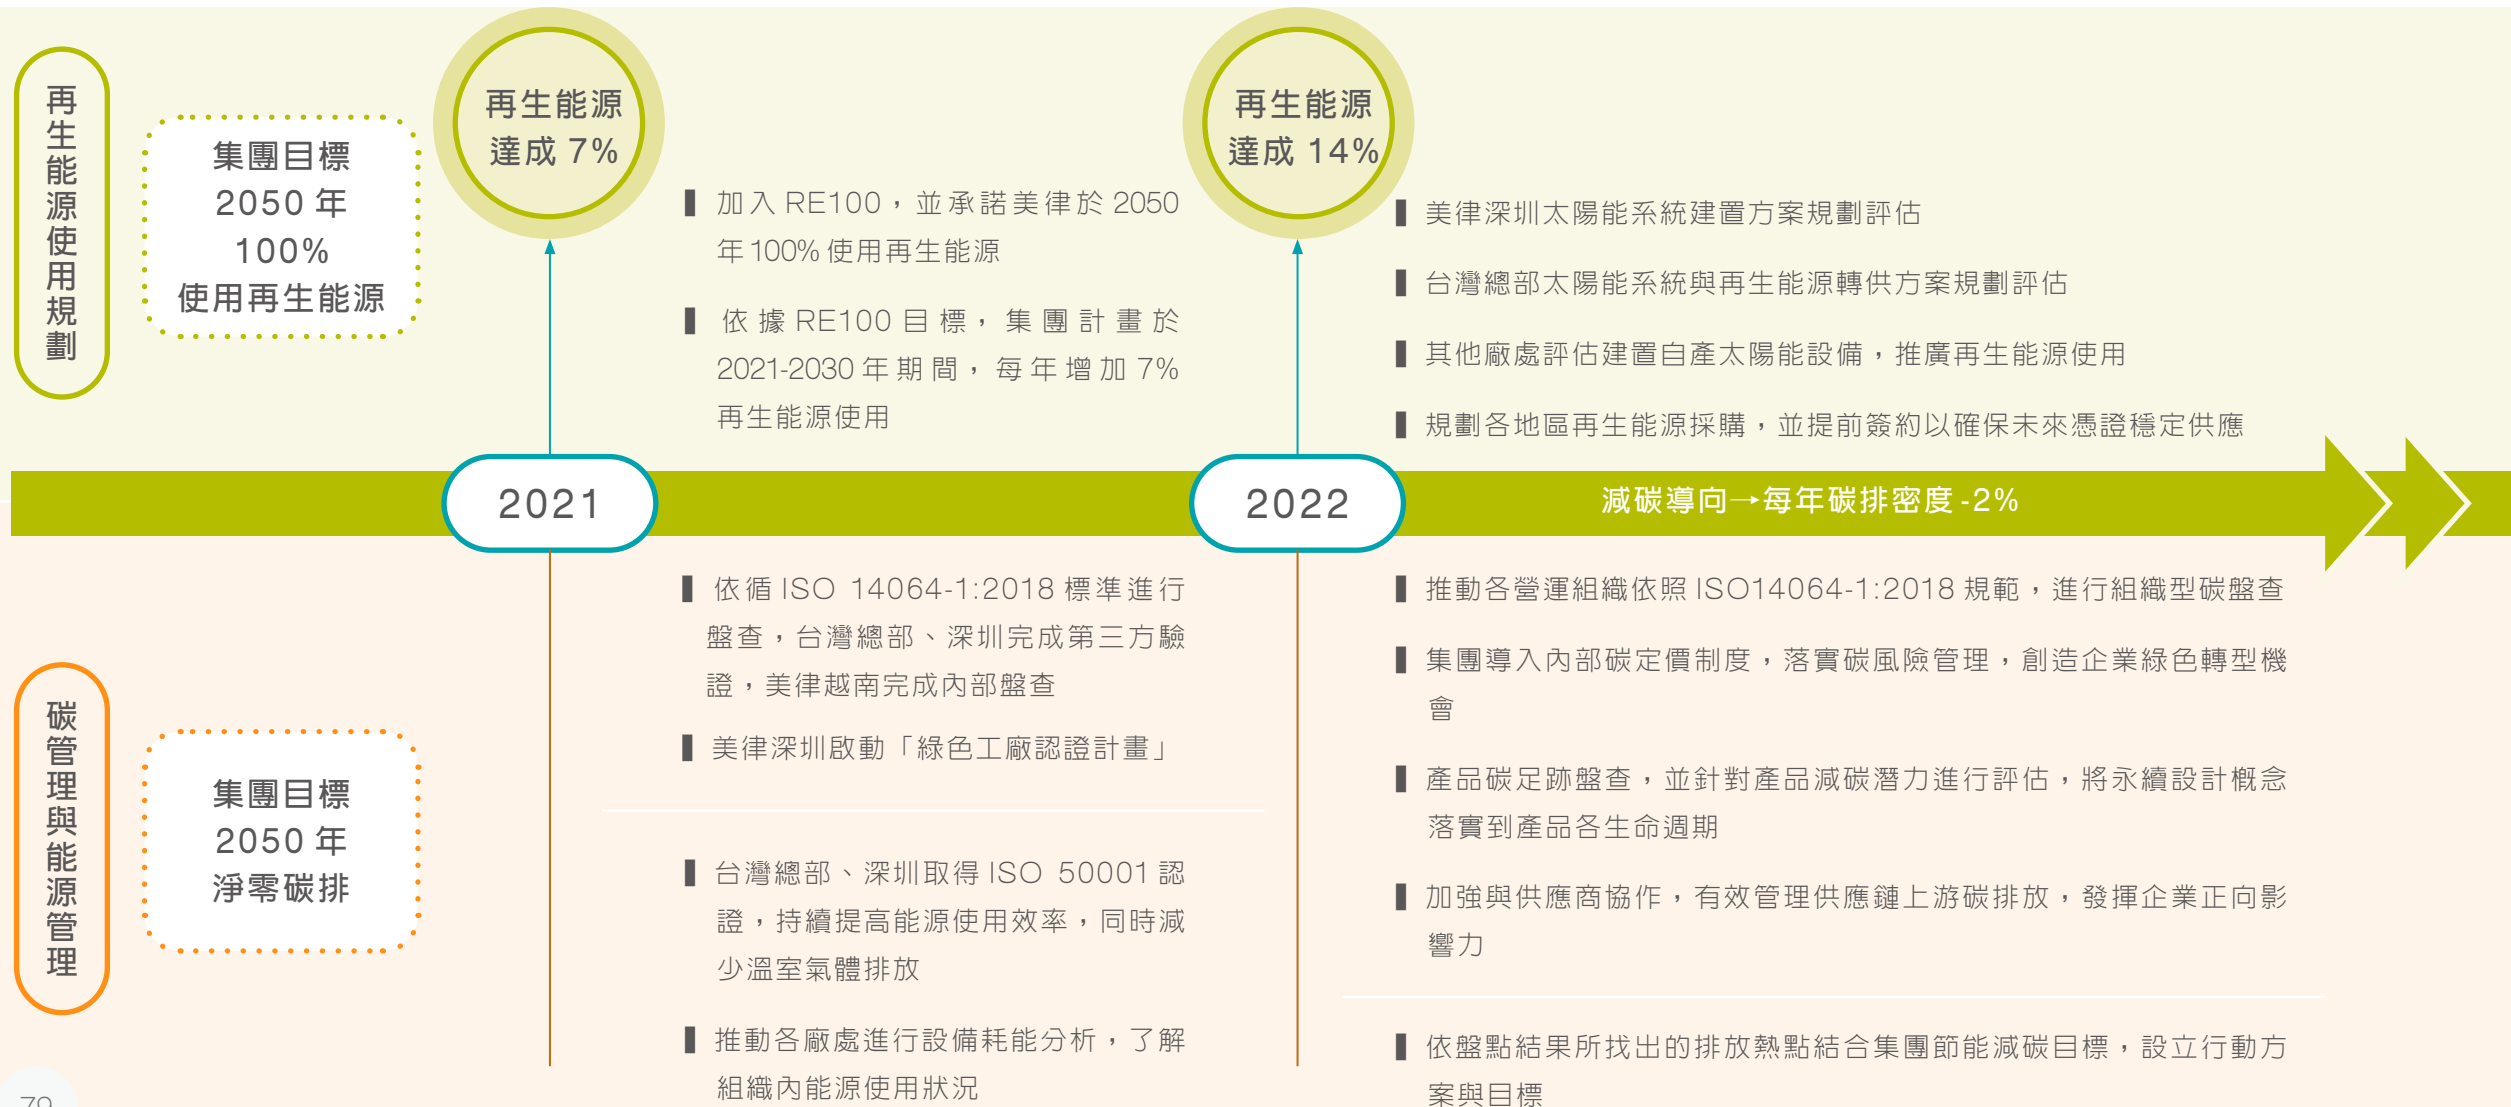 再生能源使用規劃
集團目標
2050 年
100%
使用再生能源
再生能源
達成 7%
加入 RE100，並承諾美律於 2050
年 100% 使用再生能源
依據 RE100 目標，集團計畫於
2021-2030 年期間，每年增加 7%
再生能源使用
再生能源
達成 14%
美律深圳太陽能系統建置方案規劃評估
台灣總部太陽能系統與再生能源轉供方案規劃評估
其他廠處評估建置自產太陽能設備，推廣再生能源使用
規劃各地區再生能源採購，並提前簽約以確保未來憑證穩定供應
2021
2022
減碳導向→每年碳排密度 -2%
碳管理與能源管理
集團目標
2050 年
淨零碳排
依循 ISO 14064-1:2018 標準進行
盤查，台灣總部、深圳完成第三方驗
證，美律越南完成內部盤查
美律深圳啟動「綠色工廠認證計畫」
台灣總部、深圳取得 ISO 50001 認
證，持續提高能源使用效率，同時減
少溫室氣體排放
推動各廠處進行設備耗能分析，了解
組織內能源使用狀況
推動各營運組織依照 ISO14064-1:2018 規範，進行組織型碳盤查
集團導入內部碳定價制度，落實碳風險管理，創造企業綠色轉型機
會
產品碳足跡盤查，並針對產品減碳潛力進行評估，將永續設計概念
落實到產品各生命週期
加強與供應商協作，有效管理供應鏈上游碳排放，發揮企業正向影
響力
依盤點結果所找出的排放熱點結合集團節能減碳目標，設立行動方
案與目標